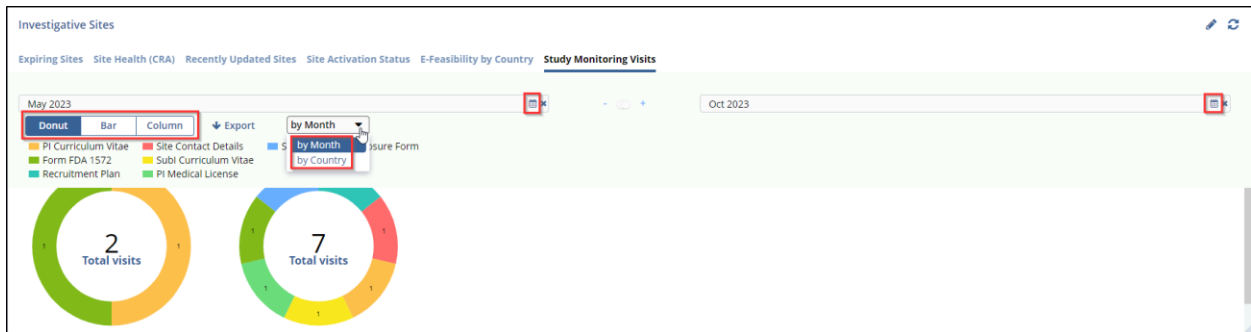 Investigative Sites
Expiring Sites Site Health (CRA) Recently Updated Sites Site Activation Status E-Feasibility by Country Study Monitoring Visits
May 2023
- +
Oct 2023
Donut Bar Column Export by Month
PI Curriculum Vitae Site Contact Details S by Month osure Form
Form FDA 1572 SubI Curriculum Vitae by Country
Recruitment Plan PI Medical License
2
Total visits
1 1
7
Total visits
1 1
1 1
1